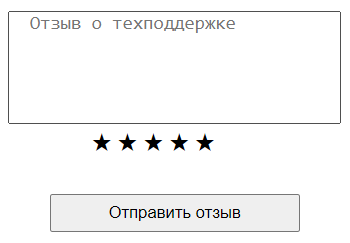 Отзыв о техподдержке
★ ★ ★ ★ ★
Отправить отзыв